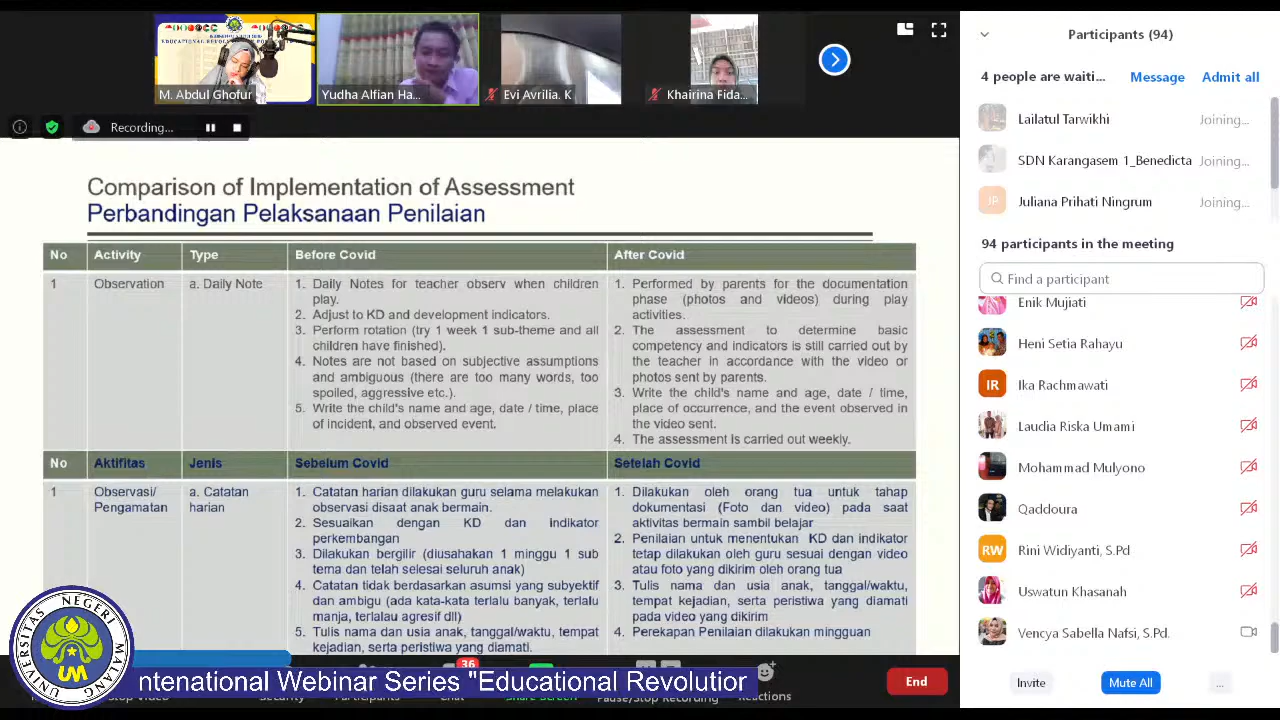 M. Abdul Ghofur
Yudha Alfian Ha...
Evi Avrilia. K
Khairina Fida...
Recording...
Comparison of Implementation of Assessment
Perbandingan Pelaksanaan Penilaian
No Activity Type Before Covid After Covid
1 Observation a. Daily Note
1. Daily Notes for teacher observ when children
play.
2. Adjust to KD and development indicators.
3. Perform rotation (try 1 week 1 sub-theme and all
children have finished).
4. Notes are not based on subjective assumptions
and ambiguous (there are too many words, too
spoiled, aggressive etc.).
5. Write the child's name and age, date / time, place
of incident, and observed event.
1. Performed by parents for the documentation
phase (photos and videos) during play
activities.
2. The assessment to determine basic
competency and indicators is still carried out by
the teacher in accordance with the video or
photos sent by parents.
3. Write the child's name and age, date / time,
place of occurrence, and the event observed in
the video sent.
4. The assessment is carried out weekly.
No Aktifitas Jenis Sebelum Covid Setelah Covid
1 Observasi/ a. Catatan
Pengamatan harian
1. Catatan harian dilakukan guru selama melakukan
observasi disaat anak bermain.
2. Sesuaikan dengan KD dan indikator
perkembangan
3. Dilakukan bergilir (diusahakan 1 minggu 1 sub
tema dan telah selesai seluruh anak)
4. Catatan tidak berdasarkan asumsi yang subyektif
dan ambigu (ada kata-kata terlalu banyak, terlalu
manja, terlalau agresif dll)
5. Tulis nama dan usia anak, tanggal/waktu, tempat
kejadian, serta peristiwa yang diamati.
1. Dilakukan oleh orang tua untuk tahap
dokumentasi (Foto dan video) pada saat
aktivitas bermain sambil belajar
2. Penilaian untuk menentukan KD dan indikator
tetap dilakukan oleh guru sesuai dengan video
atau foto yang dikirim oleh orang tua
3. Tulis nama dan usia anak, tanggal/waktu,
tempat kejadian, serta peristiwa yang diamati
pada video yang dikirim
4. Perekapan Penilaian dilakukan mingguan
36
nternational Webinar Series "Educational Revolution
Pause/Stop Recording
Reactions
End
Participants (94)
4 people are waiti... Message Admit all
Lailatul Tarwikhi Joining...
SDN Karangasem 1_Benedicta Joining...
JP Juliana Prihati Ningrum Joining...
94 participants in the meeting
Find a participant
Enik Mujiati
Heni Setia Rahayu
IR Ika Rachmawati
Laudia Riska Umami
Mohammad Mulyono
Qaddoura
RW Rini Widiyanti, S.Pd
Uswatun Khasanah
Vencya Sabella Nafsi, S.Pd.
Invite Mute All ...